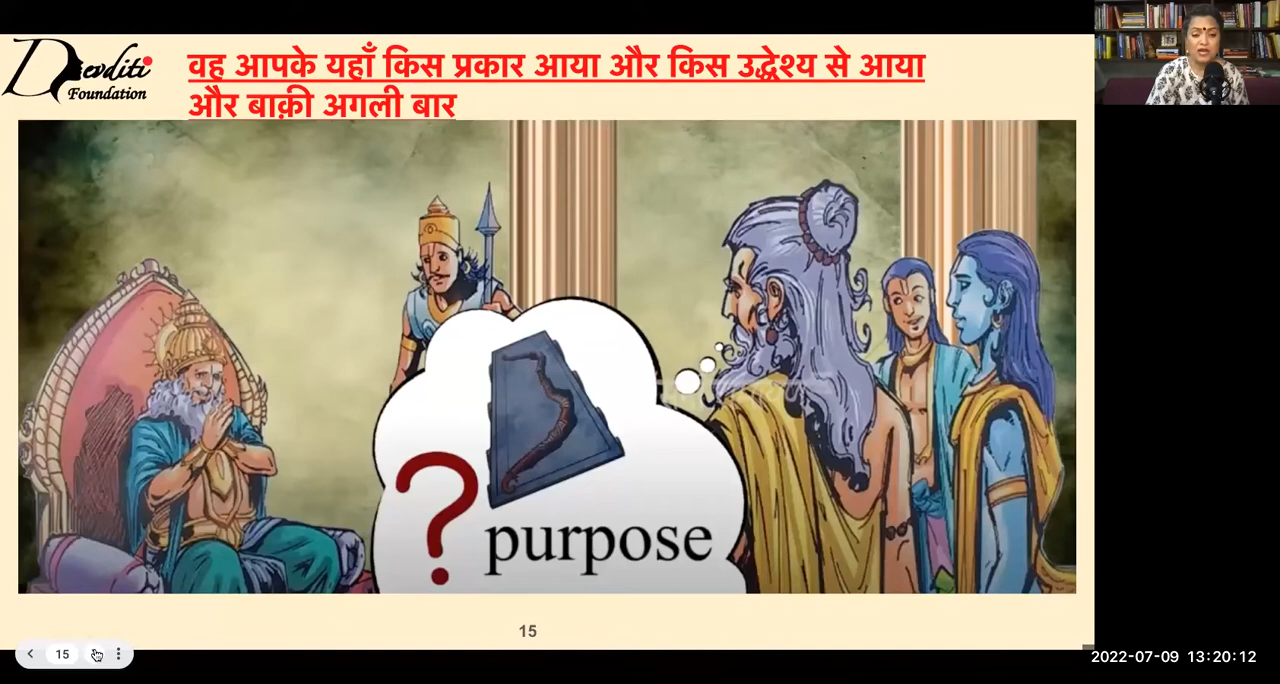 Devditi
Foundation
वह आपके यहाँ किस प्रकार आया और किस उद्धेश्य से आया
और बाक़ी अगली बार
? purpose
15
15
2022-07-09 13:20:12